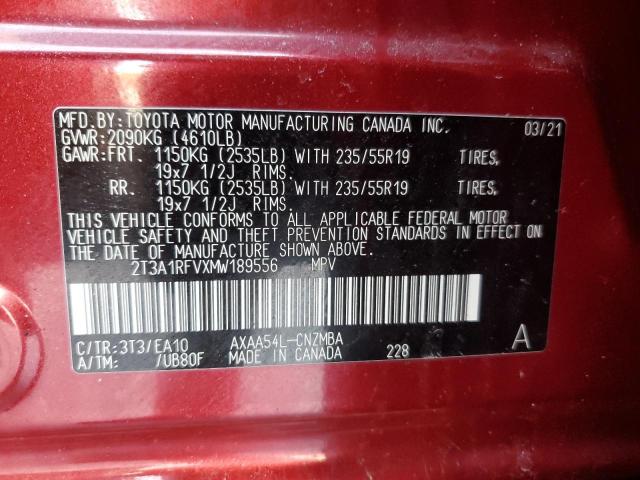 MFD.BY:TOYOTA MOTOR MANUFACTURING CANADA INC. 03/21
GVWR:2090KG (4610LB)
GAWR:FRT. 1150KG (2535LB) WITH 235/55R19 TIRES,
19x7 1/2J RIMS.
RR. 1150KG (2535LB) WITH 235/55R19 TIRES,
19x7 1/2J RIMS.
THIS VEHICLE CONFORMS TO ALL APPLICABLE FEDERAL MOTOR
VEHICLE SAFETY AND THEFT PREVENTION STANDARDS IN EFFECT ON
THE DATE OF MANUFACTURE SHOWN ABOVE.
2T3A1RFVXMW189556 MPV
C/TR:3T3/EA10 AXAA54L-CNZMBA A
A/TM: /UB80F MADE IN CANADA 228